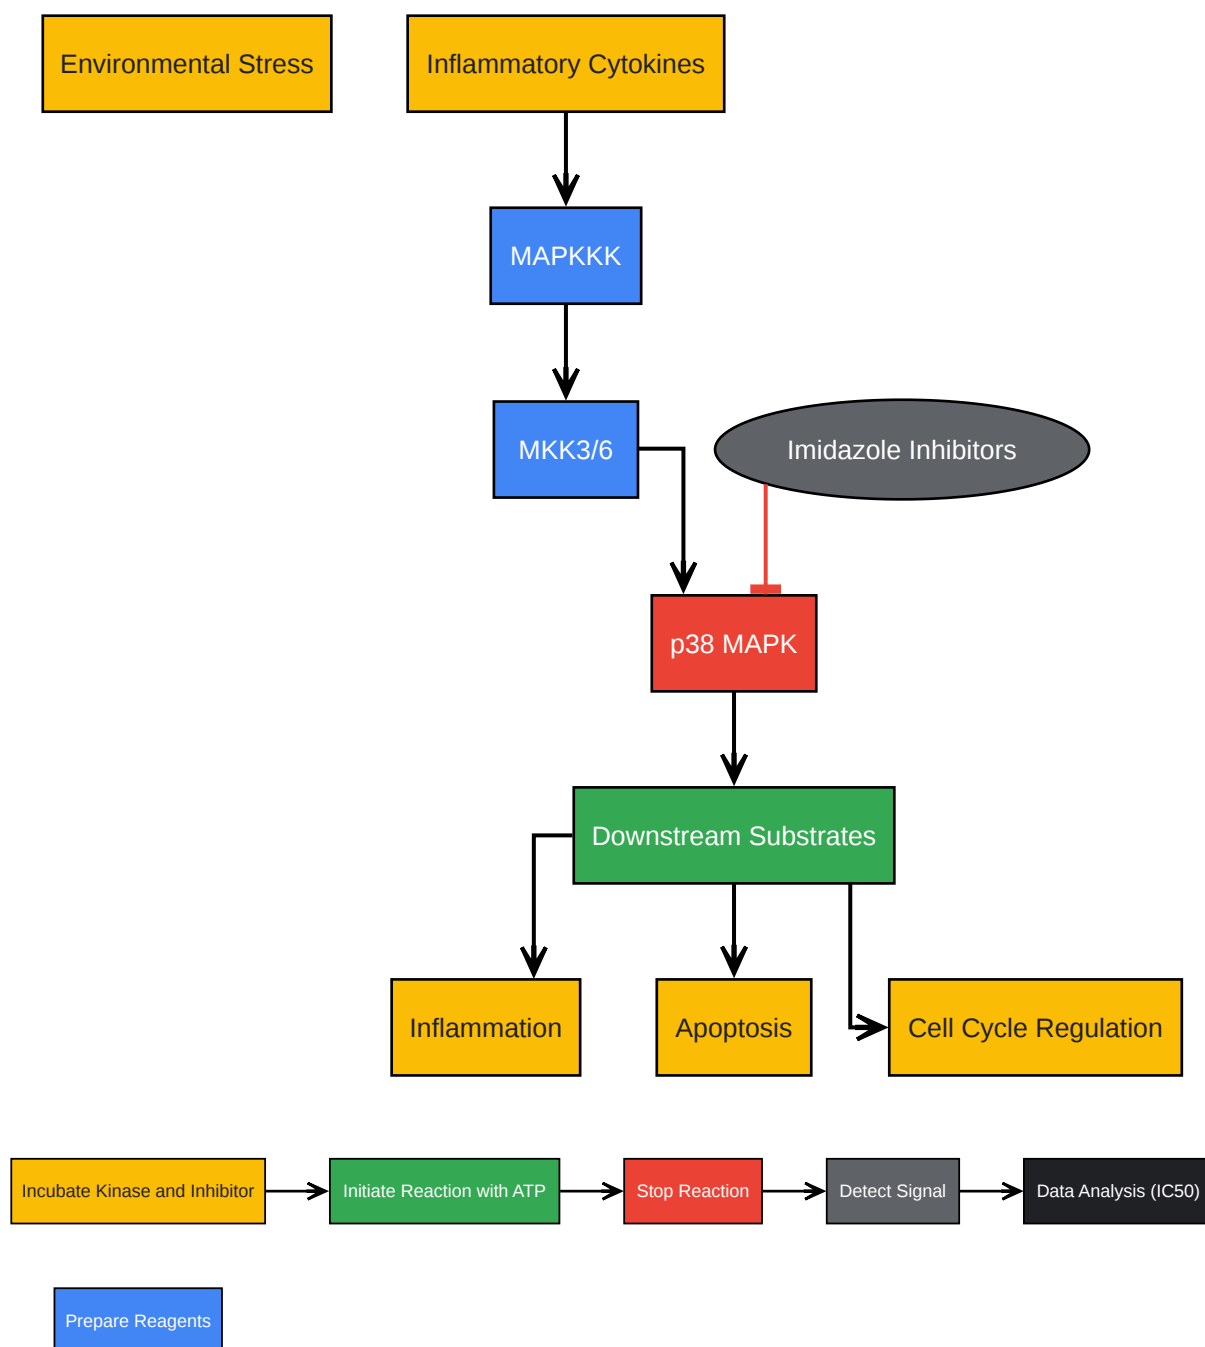 Environmental Stress
Inflammatory Cytokines
MAPKKK
MKK3/6
Imidazole Inhibitors
p38 MAPK
Downstream Substrates
Inflammation
Apoptosis
Cell Cycle Regulation
Incubate Kinase and Inhibitor
Initiate Reaction with ATP
Stop Reaction
Detect Signal
Data Analysis (IC50)
Prepare Reagents